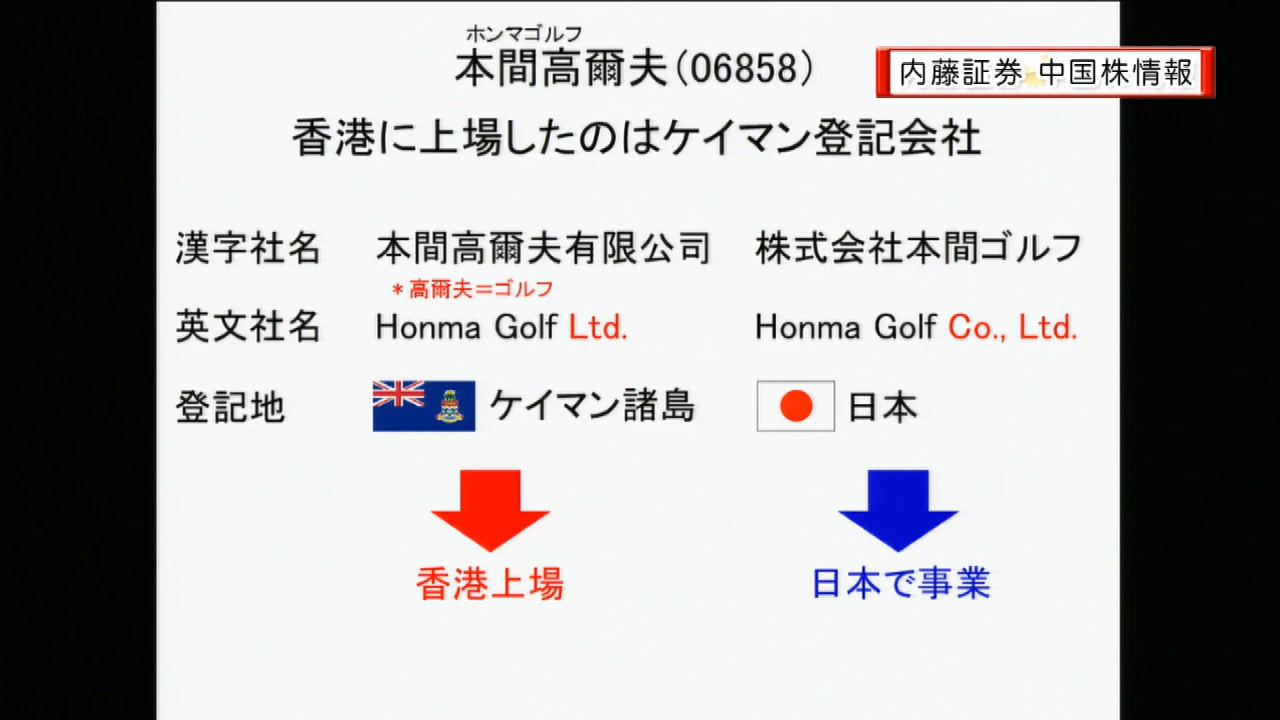 ホンマゴルフ
本間高爾夫(06858)
内藤証券 中国株情報
香港に上場したのはケイマン登記会社
漢字社名 本間高爾夫有限公司 株式会社本間ゴルフ
*高爾夫=ゴルフ
英文社名 Honma Golf Ltd. Honma Golf Co., Ltd.
登記地 ケイマン諸島 日本
香港上場 日本で事業